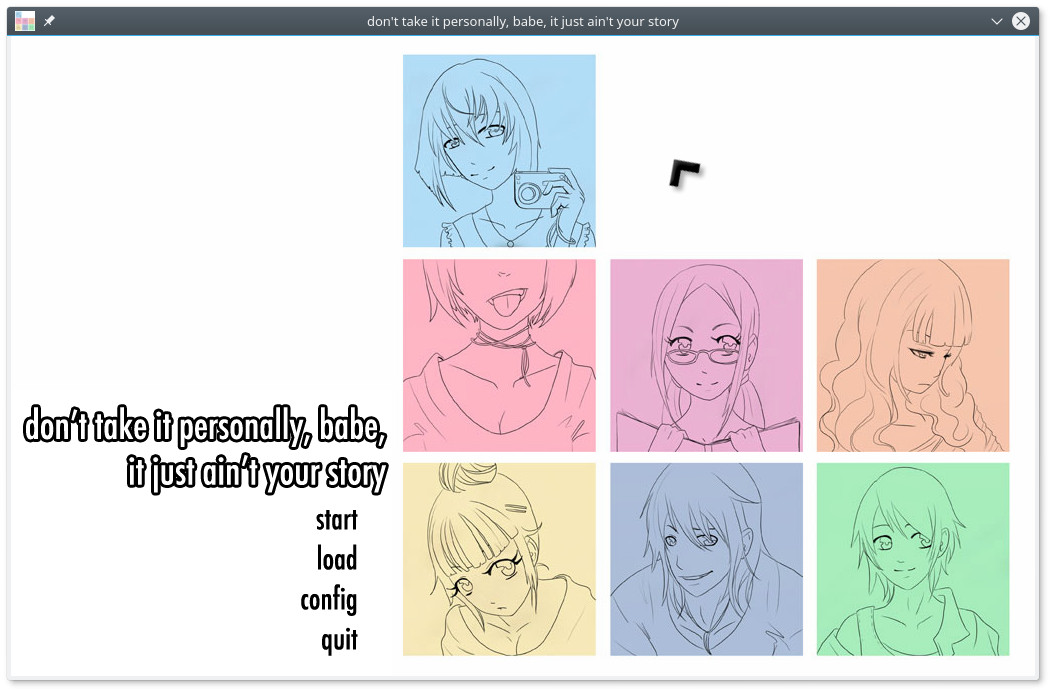 don't take it personally, babe, it just ain't your story
don't take it personally, babe,
it just ain't your story
start
load
config
quit